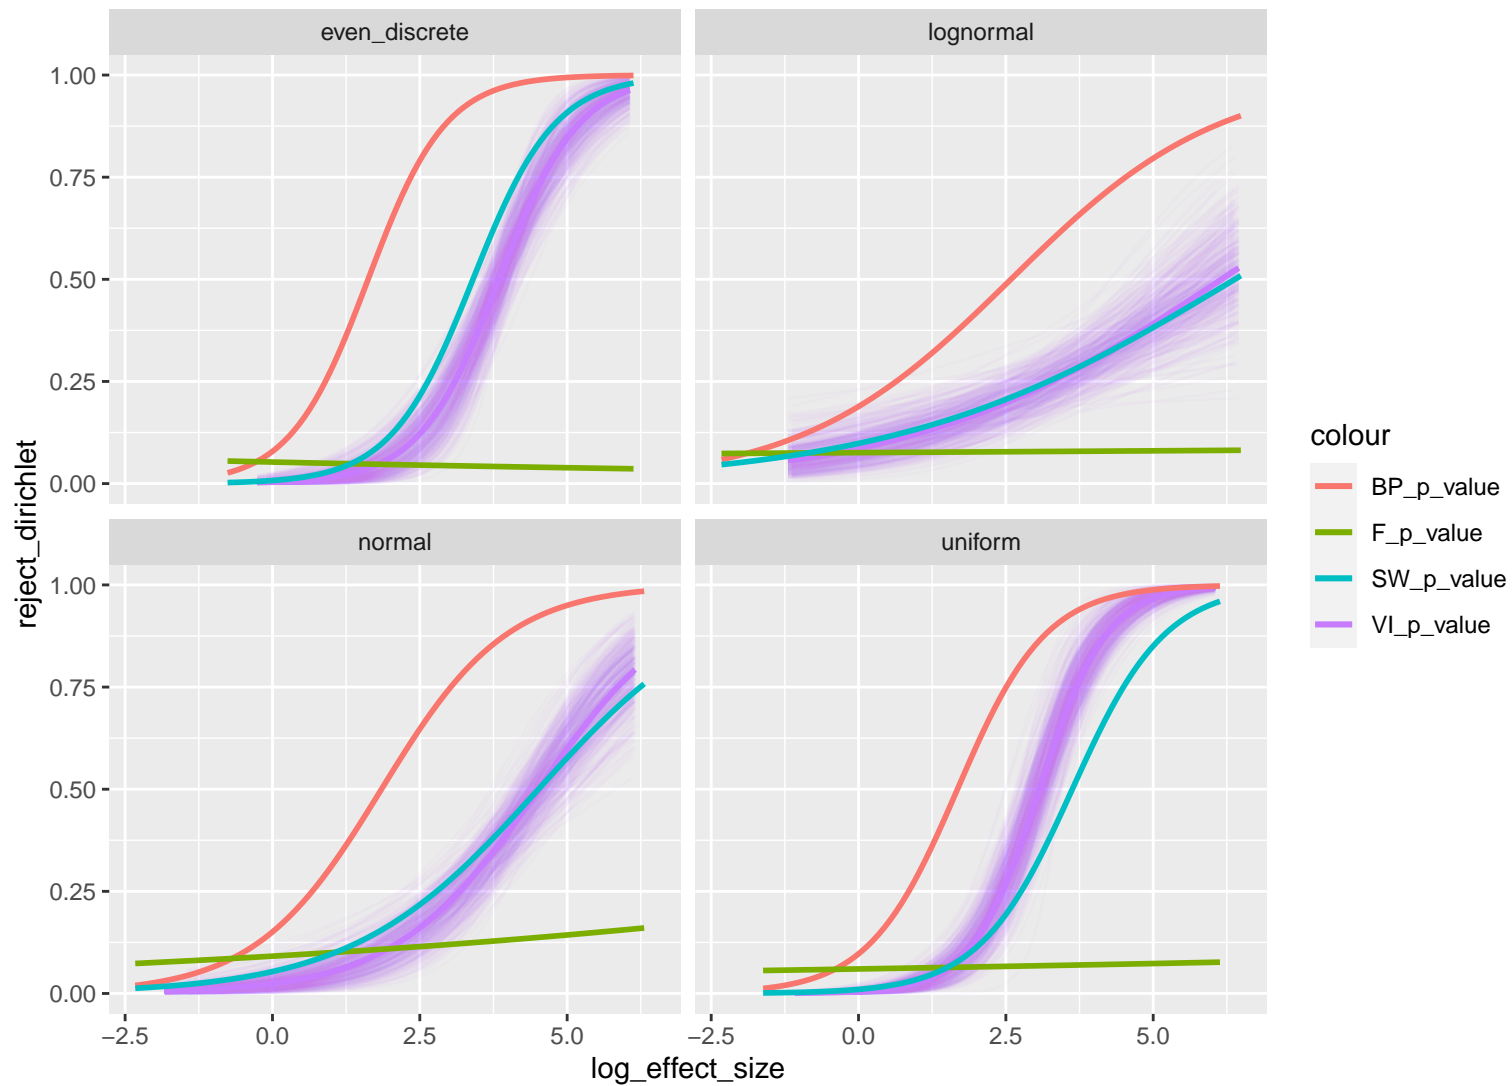 even_discrete
lognormal
1.00
0.75
0.50
0.25
0.00
normal
uniform
1.00
0.75
0.50
0.25
0.00
−2.5 0.0 2.5 5.0
−2.5 0.0 2.5 5.0
log_effect_size
reject_dirichlet
colour
BP_p_value
F_p_value
SW_p_value
VI_p_value